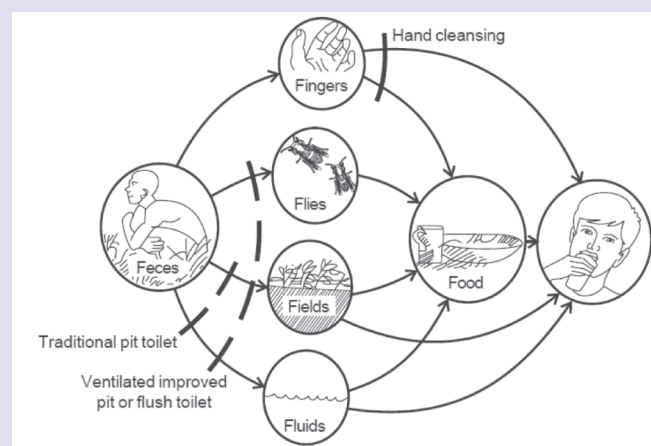 Hand cleansing
Fingers
Flies
Feces
Food
Fields
Traditional pit toilet
Ventilated improved
pit or flush toilet
Fluids